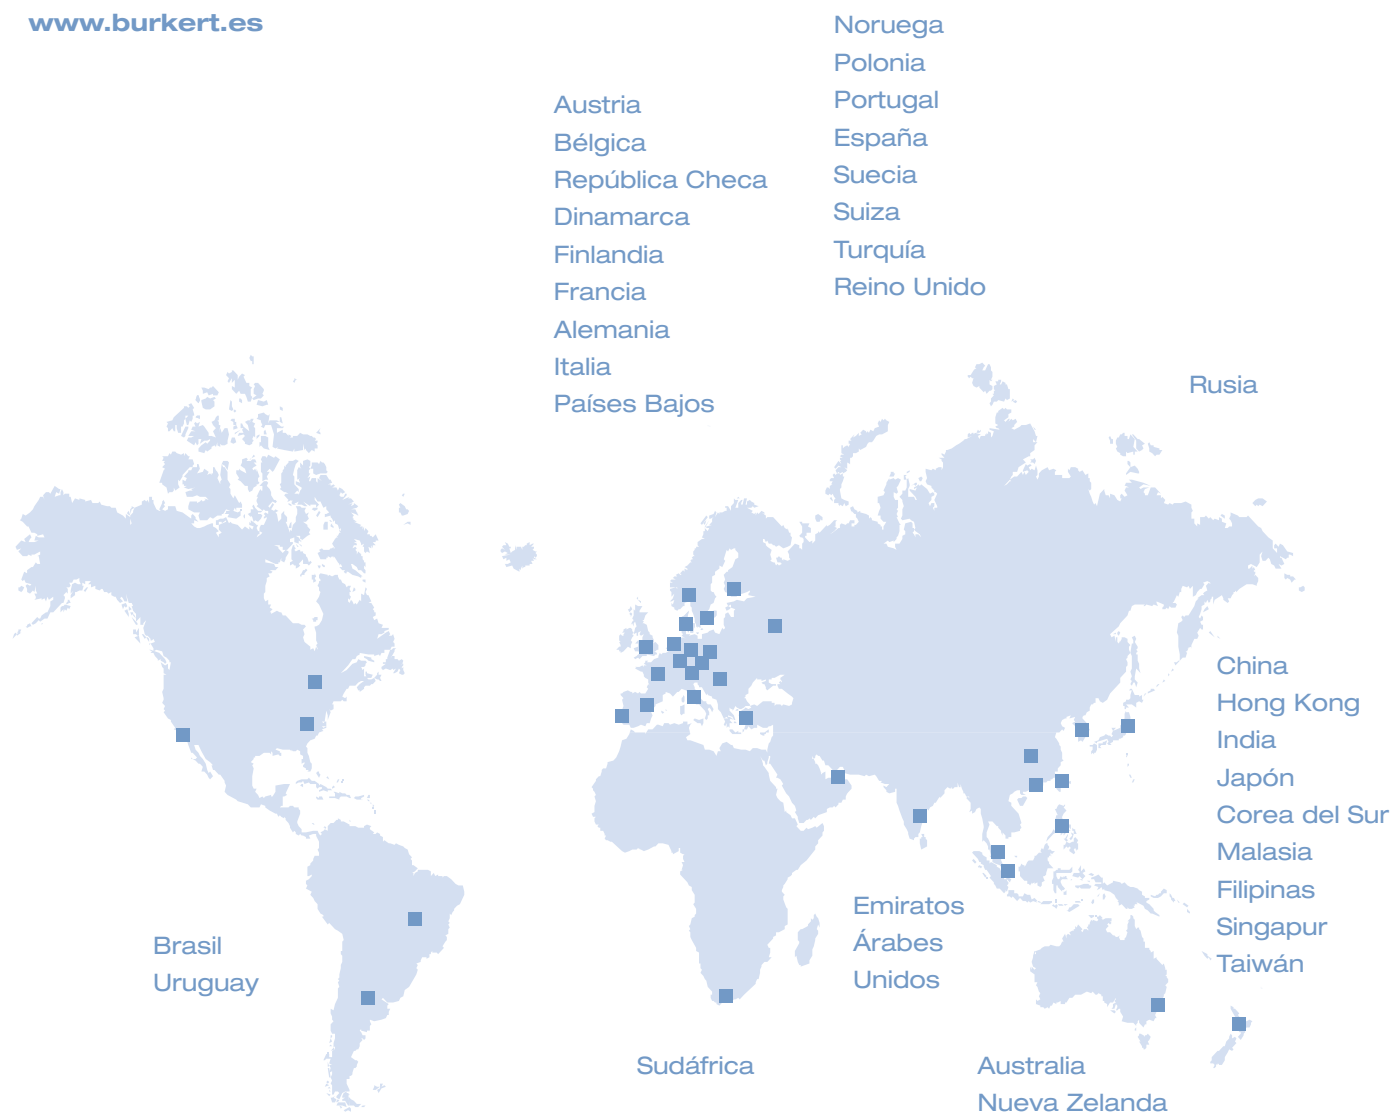 www.burkert.es
Austria
Bélgica
República Checa
Dinamarca
Finlandia
Francia
Alemania
Italia
Países Bajos
Noruega
Polonia
Portugal
España
Suecia
Suiza
Turquía
Reino Unido
Rusia
China
Hong Kong
India
Japón
Corea del Sur
Malasia
Filipinas
Singapur
Taiwán
Brasil
Uruguay
Emiratos
Árabes
Unidos
Sudáfrica
Australia
Nueva Zelanda